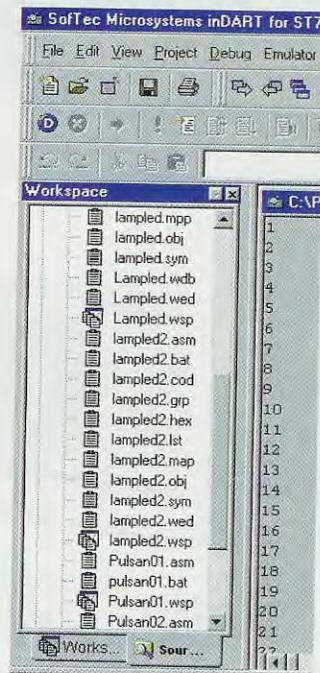 SofTec Microsystems inDART for ST7
File Edit View Project Debug Emulator
Workspace
lampled.mpp
lampled.obj
lampled.sym
Lampled.wdb
Lampled.wed
Lampled.wsp
lampled2.asm
lampled2.bat
lampled2.cod
lampled2.grp
lampled2.hex
lampled2.lst
lampled2.map
lampled2.obj
lampled2.sym
lampled2.wed
lampled2.wsp
Pulsan01.asm
pulsan01.bat
Pulsan01.wsp
Pulsan02.asm
Works... Sour...
C:\P
1
2
3
4
5
6
7
8
9
10
11
12
13
14
15
16
17
18
19
20
21
22